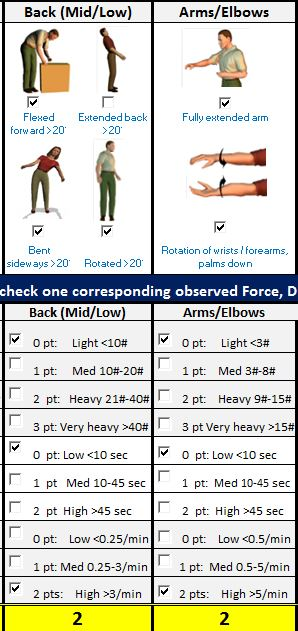 Back (Mid/Low) Arms/Elbows
Flexed Extended back Fully extended arm
forward >20° >20°
Bent Rotated >20° Rotation of wrists / forearms,
sideways >20° palms down
check one corresponding observed Force, D
Back (Mid/Low) Arms/Elbows
0 pt: Light <10# 0 pt: Light <3#
1 pt: Med 10#-20# 1 pt: Med 3#-8#
2 pt: Heavy 21#-40# 2 pt: Heavy 9#-15#
3 pt: Very heavy >40# 3 pt Very heavy >15#
0 pt: Low <10 sec 0 pt: Low <10 sec
1 pt Med 10-45 sec 1 pt: Med 10-45 sec
2 pt High >45 sec 2 pt: High >45 sec
0 pt: Low <0.25/min 0 pt: Low <0.5/min
1 pt: Med 0.25-3/min 1 pt: Med 0.5-5/min
2 pts: High >3/min 2 pts: High >5/min
2 2